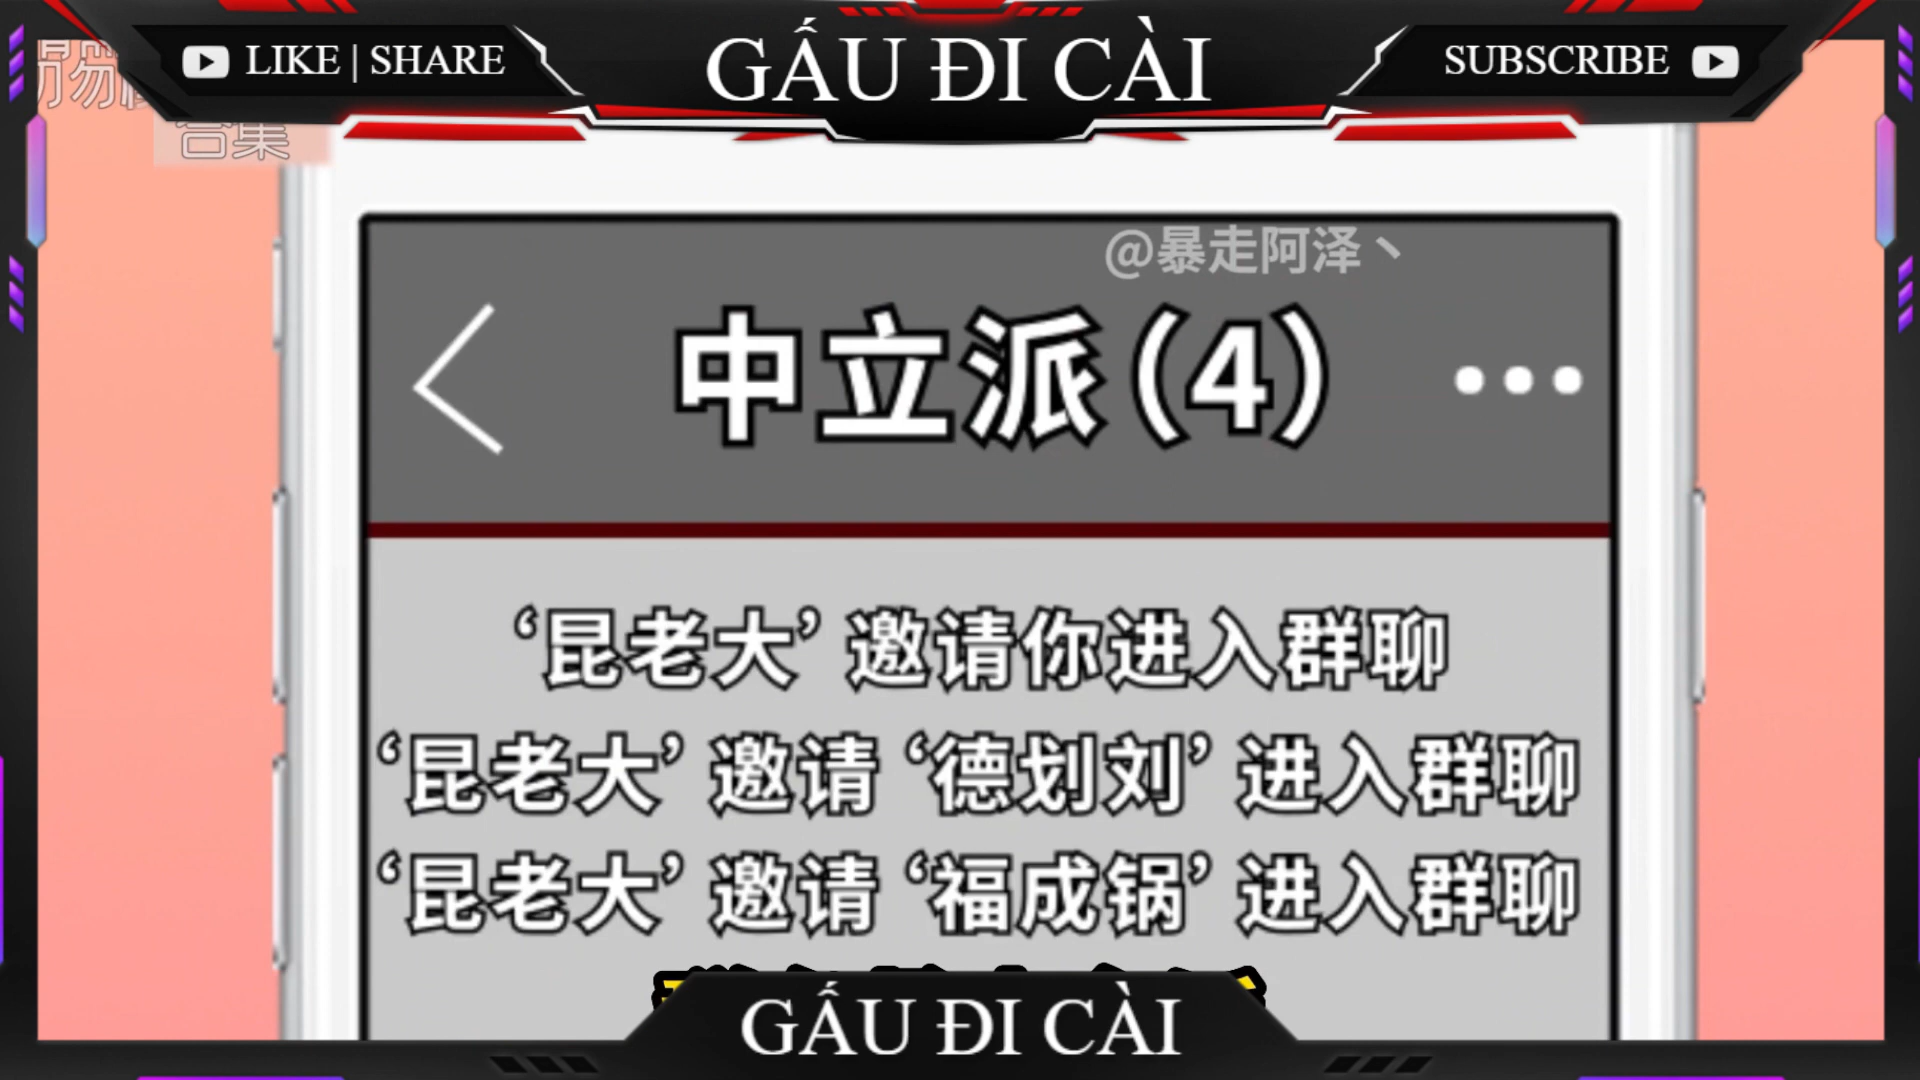 LIKE | SHARE
GẤU ĐI CÀI
SUBSCRIBE
合集
@暴走阿泽丶
中立派(4)
‘昆老大’邀请你进入群聊
‘昆老大’邀请‘德划刘’进入群聊
‘昆老大’邀请‘福成锅’进入群聊
GẤU ĐI CÀI